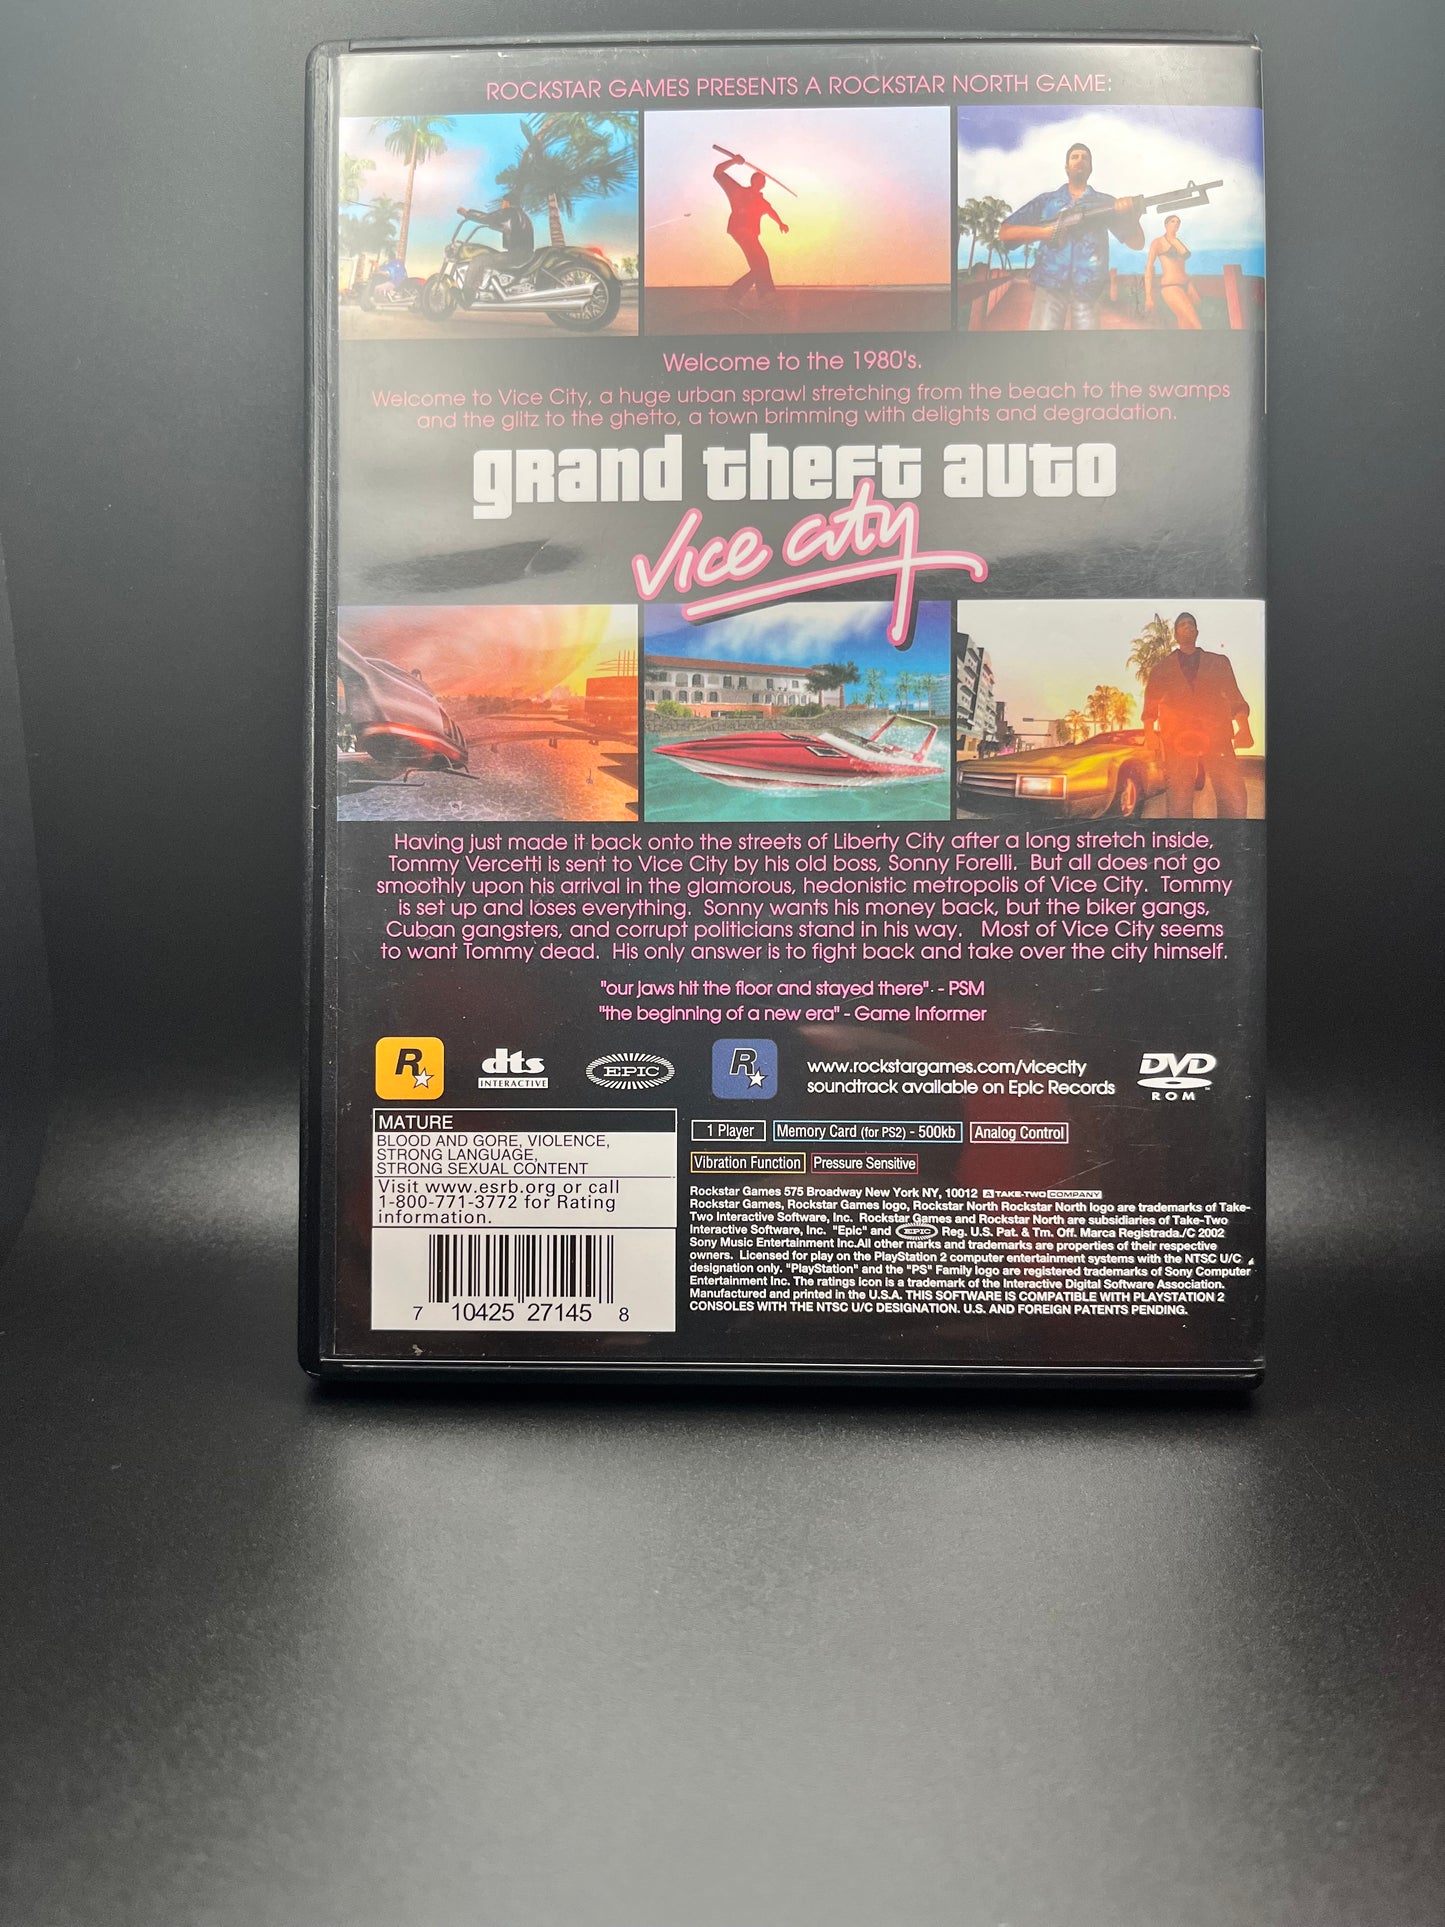 ROCKSTAR GAMES PRESENTS A ROCKSTAR NORTH GAME:
Welcome to the 1980's.
Welcome to Vice City, a huge urban sprawl stretching from the beach to the swamps
and the glitz to the ghetto, a town brimming with delights and degradation.
grand theft auto
Vice City
Having just made it back onto the streets of Liberty City after a long stretch inside,
Tommy Vercetti is sent to Vice City by his old boss, Sonny Forelli. But all does not go
smoothly upon his arrival in the glamorous, hedonistic metropolis of Vice City. Tommy
is set up and loses everything. Sonny wants his money back, but the biker gangs,
Cuban gangsters, and corrupt politicians stand in his way. Most of Vice City seems
to want Tommy dead. His only answer is to fight back and take over the city himself.
"our jaws hit the floor and stayed there" - PSM
"the beginning of a new era" - Game Informer
R
dts
INTERACTIVE
EPIC
R
www.rockstargames.com/vicecity
soundtrack available on Epic Records
DVD
ROM
MATURE
BLOOD AND GORE, VIOLENCE,
STRONG LANGUAGE,
STRONG SEXUAL CONTENT
Visit www.esrb.org or call
1-800-771-3772 for Rating
information.
7 10425 27145 8
1 Player
Memory Card (for PS2) - 500kb
Analog Control
Vibration Function
Pressure Sensitive
Rockstar Games 575 Broadway New York NY, 10012 A TAKE-TWO COMPANY
Rockstar Games, Rockstar Games logo, Rockstar North Rockstar North logo are trademarks of Take-
Two Interactive Software, Inc. Rockstar Games and Rockstar North are subsidiaries of Take-Two
Interactive Software, Inc. "Epic" and EPIC Reg. U.S. Pat. & Tm. Off. Marca Registrada./C 2002
Sony Music Entertainment Inc.All other marks and trademarks are properties of their respective
owners. Licensed for play on the PlayStation 2 computer entertainment systems with the NTSC U/C
designation only. "PlayStation" and the "PS" Family logo are registered trademarks of Sony Computer
Entertainment Inc. The ratings icon is a trademark of the Interactive Digital Software Association.
Manufactured and printed in the U.S.A. THIS SOFTWARE IS COMPATIBLE WITH PLAYSTATION 2
CONSOLES WITH THE NTSC U/C DESIGNATION. U.S. AND FOREIGN PATENTS PENDING.